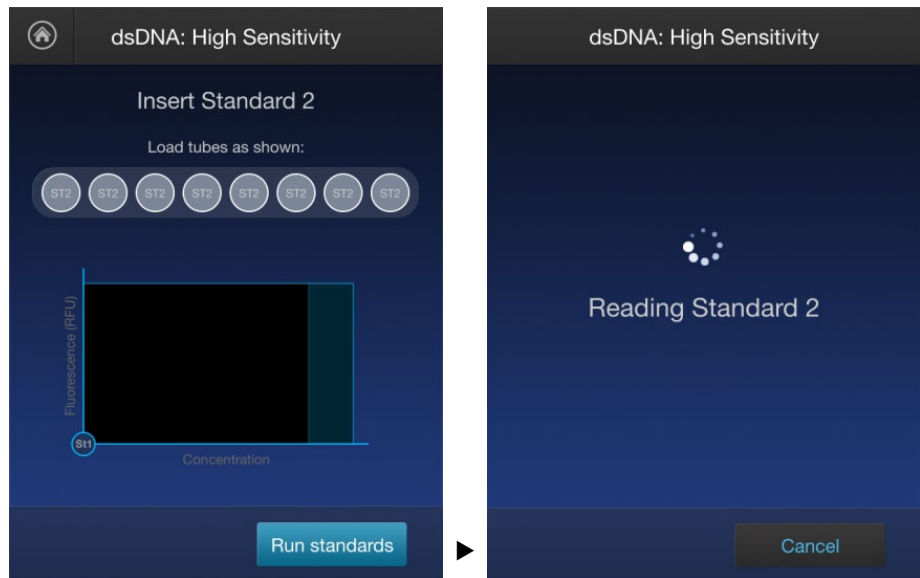 dsDNA: High Sensitivity
Insert Standard 2
Load tubes as shown:
ST2 ST2 ST2 ST2 ST2 ST2 ST2 ST2
Fluorescence (RFU)
St1
Concentration
Run standards
dsDNA: High Sensitivity
Reading Standard 2
Cancel